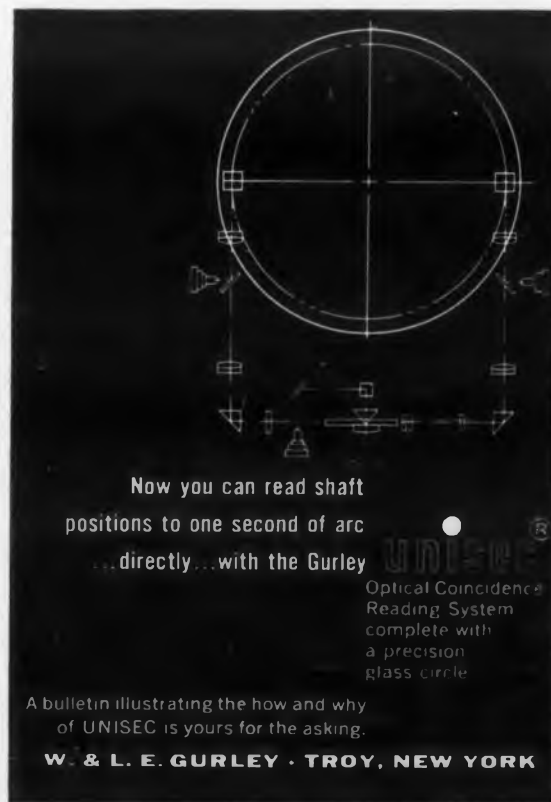 Now you can read shaft
positions to one second of arc
...directly...with the Gurley
unisec ®
Optical Coincidence
Reading System
complete with
a precision
glass circle
A bulletin illustrating the how and why
of UNISEC is yours for the asking.
W. & L. E. GURLEY · TROY, NEW YORK